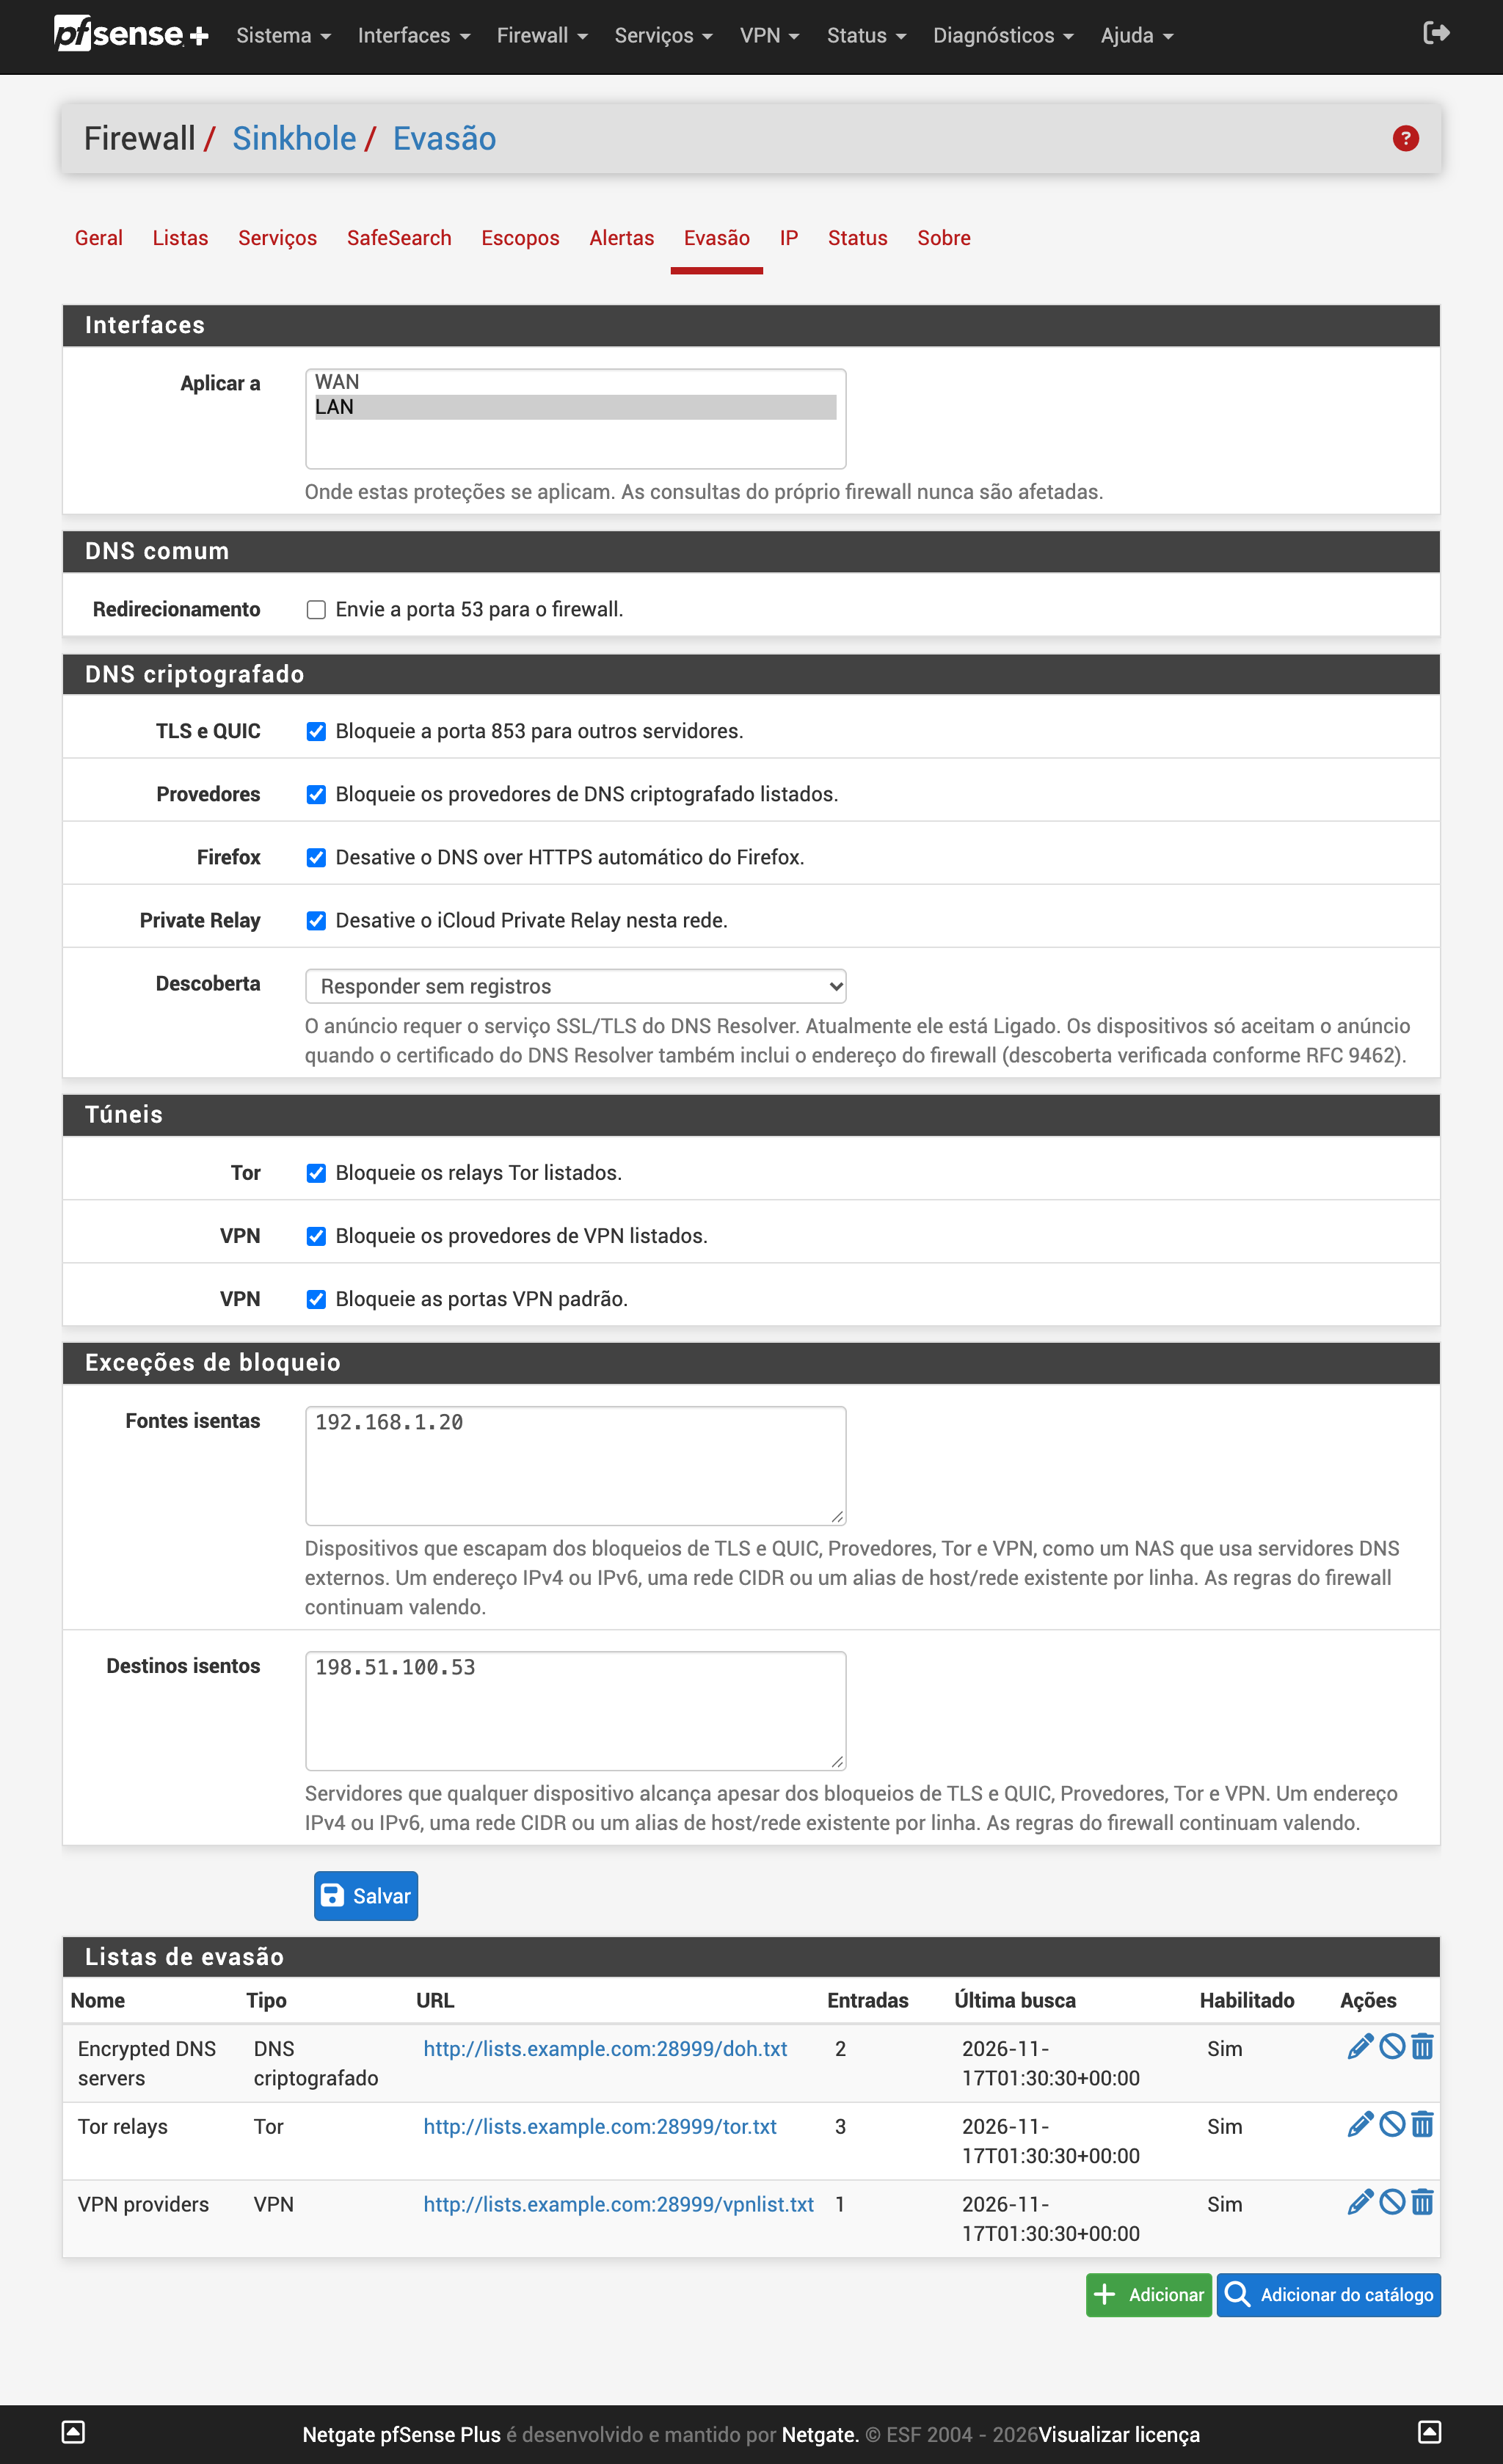 pfsense +
Sistema
Interfaces
Firewall
Serviços
VPN
Status
Diagnósticos
Ajuda
Firewall / Sinkhole / Evasão
?
Geral
Listas
Serviços
SafeSearch
Escopos
Alertas
Evasão
IP
Status
Sobre
Interfaces
Aplicar a
WAN
LAN
Onde estas proteções se aplicam. As consultas do próprio firewall nunca são afetadas.
DNS comum
Redirecionamento
Envie a porta 53 para o firewall.
DNS criptografado
TLS e QUIC
Bloqueie a porta 853 para outros servidores.
Provedores
Bloqueie os provedores de DNS criptografado listados.
Firefox
Desative o DNS over HTTPS automático do Firefox.
Private Relay
Desative o iCloud Private Relay nesta rede.
Descoberta
Responder sem registros
O anúncio requer o serviço SSL/TLS do DNS Resolver. Atualmente ele está Ligado. Os dispositivos só aceitam o anúncio
quando o certificado do DNS Resolver também inclui o endereço do firewall (descoberta verificada conforme RFC 9462).
Túneis
Tor
Bloqueie os relays Tor listados.
VPN
Bloqueie os provedores de VPN listados.
VPN
Bloqueie as portas VPN padrão.
Exceções de bloqueio
Fontes isentas
192.168.1.20
Dispositivos que escapam dos bloqueios de TLS e QUIC, Provedores, Tor e VPN, como um NAS que usa servidores DNS
externos. Um endereço IPv4 ou IPv6, uma rede CIDR ou um alias de host/rede existente por linha. As regras do firewall
continuam valendo.
Destinos isentos
198.51.100.53
Servidores que qualquer dispositivo alcança apesar dos bloqueios de TLS e QUIC, Provedores, Tor e VPN. Um endereço
IPv4 ou IPv6, uma rede CIDR ou um alias de host/rede existente por linha. As regras do firewall continuam valendo.
Salvar
Listas de evasão
Nome
Tipo
URL
Entradas
Última busca
Habilitado
Ações
Encrypted DNS
servers
DNS
criptografado
http://lists.example.com:28999/doh.txt
2
2026-11-
17T01:30:30+00:00
Sim
Tor relays
Tor
http://lists.example.com:28999/tor.txt
3
2026-11-
17T01:30:30+00:00
Sim
VPN providers
VPN
http://lists.example.com:28999/vpnlist.txt
1
2026-11-
17T01:30:30+00:00
Sim
Adicionar
Adicionar do catálogo
Netgate pfSense Plus é desenvolvido e mantido por Netgate. © ESF 2004 - 2026Visualizar licença